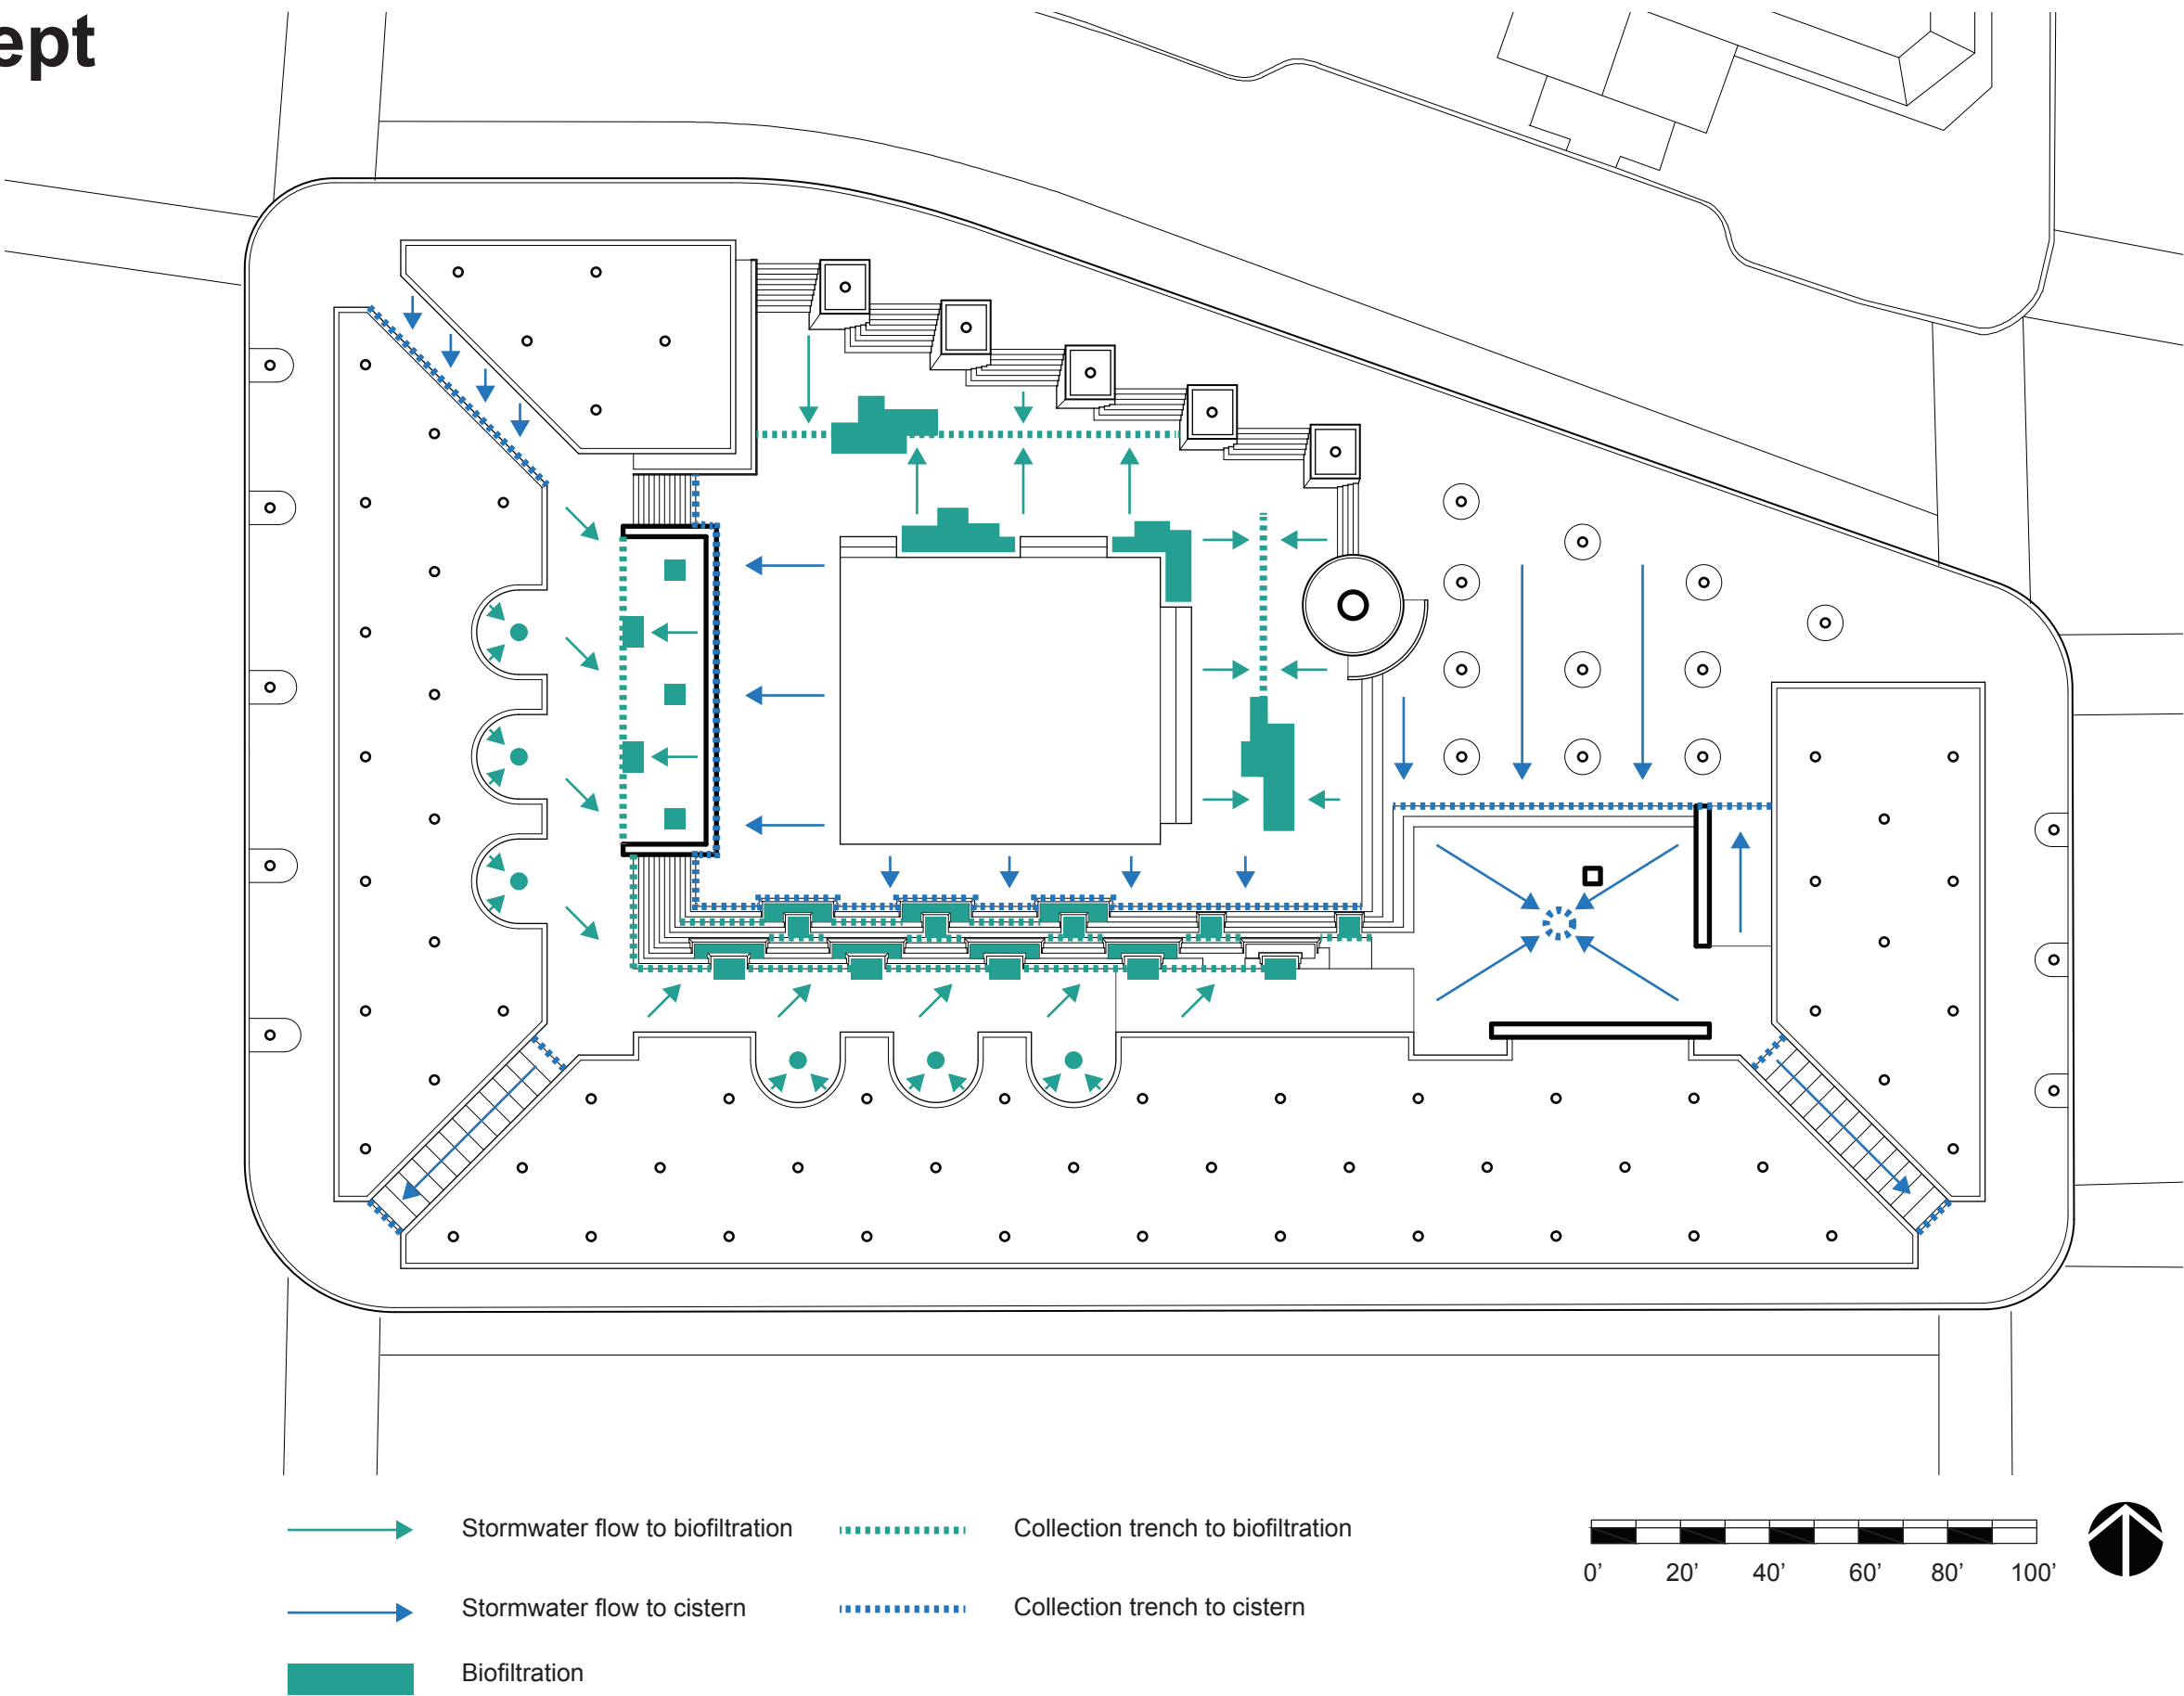 ept
Stormwater flow to biofiltration
Collection trench to biofiltration
0’ 20’ 40’ 60’ 80’ 100’
Stormwater flow to cistern
Collection trench to cistern
Biofiltration